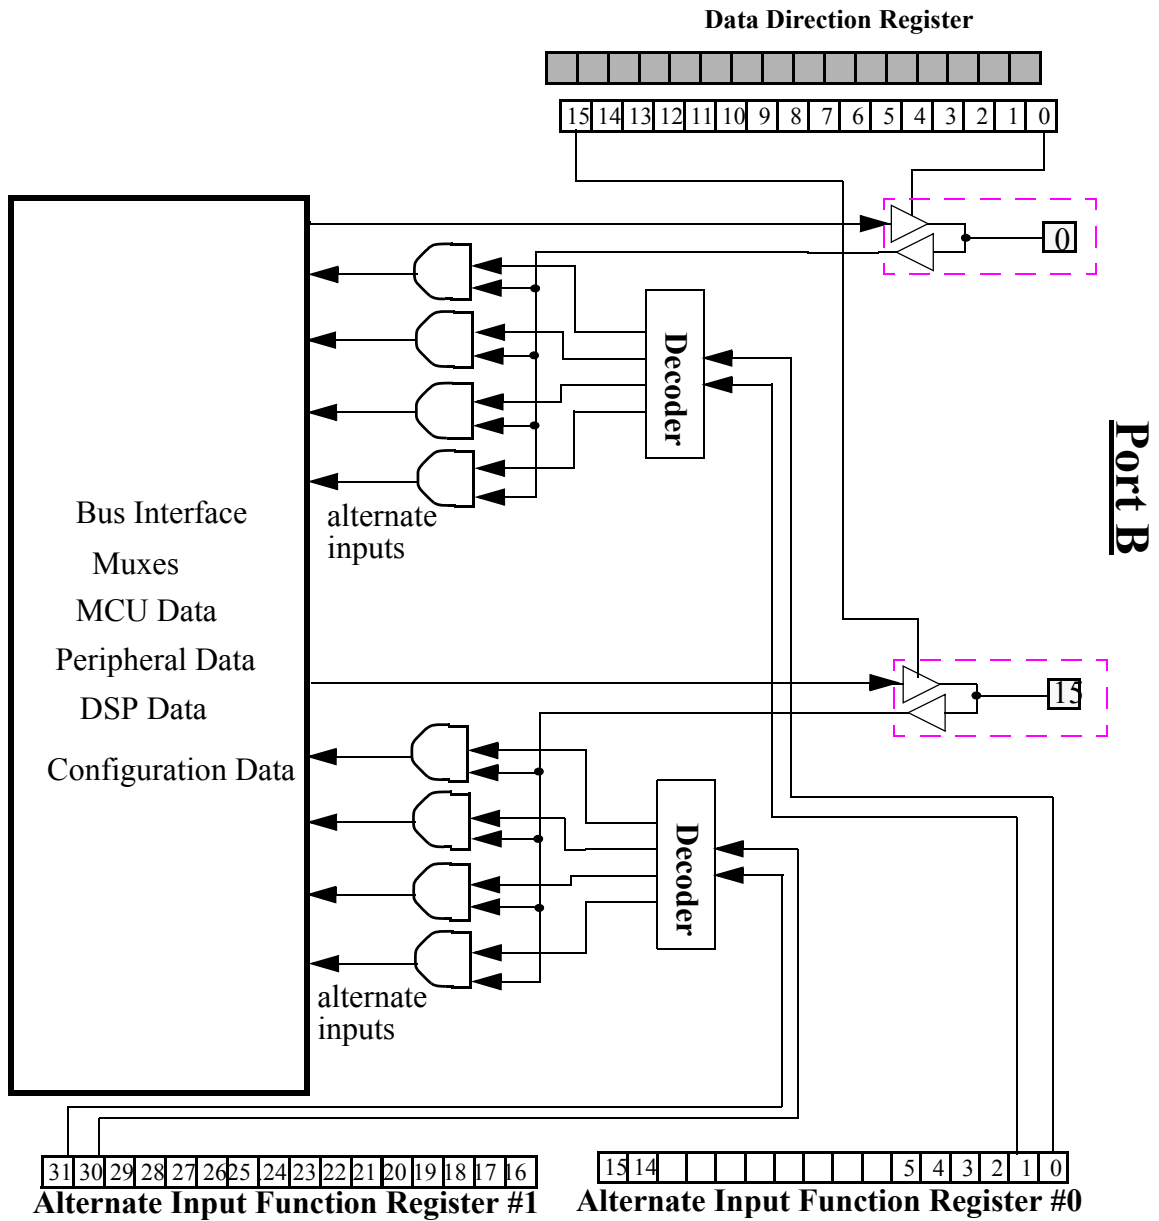 Data Direction Register
15 14 13 12 11 10 9 8 7 6 5 4 3 2 1 0
0
Decoder
Port B
alternate
inputs
Bus Interface
Muxes
MCU Data
Peripheral Data
DSP Data
Configuration Data
15
Decoder
alternate
inputs
31 30 29 28 27 26 25 24 23 22 21 20 19 18 17 16
15 14 5 4 3 2 1 0
Alternate Input Function Register #1
Alternate Input Function Register #0